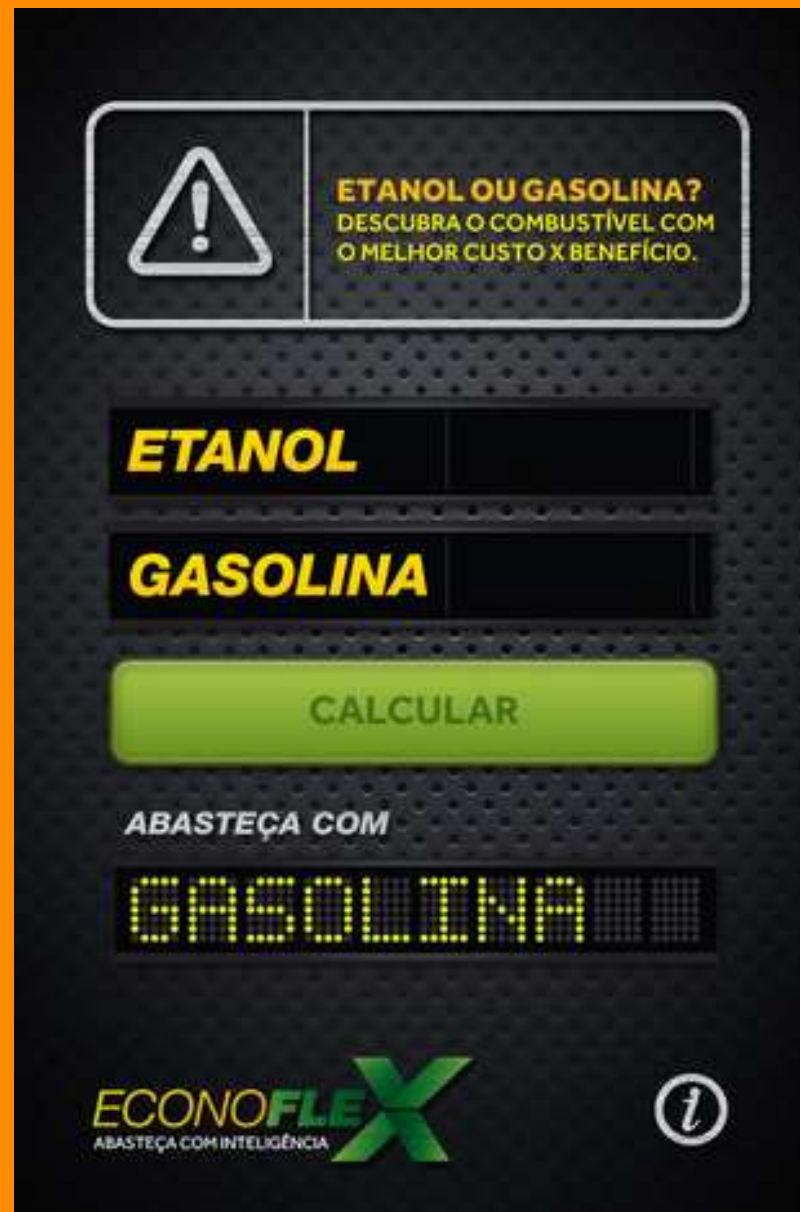 ETANOL OU GASOLINA?
DESCUBRA O COMBUSTÍVEL COM
O MELHOR CUSTO X BENEFÍCIO.
ETANOL
GASOLINA
CALCULAR
ABASTEÇA COM
GASOLINA
ECONOFLEX
ABASTEÇA COM INTELIGÊNCIA
i